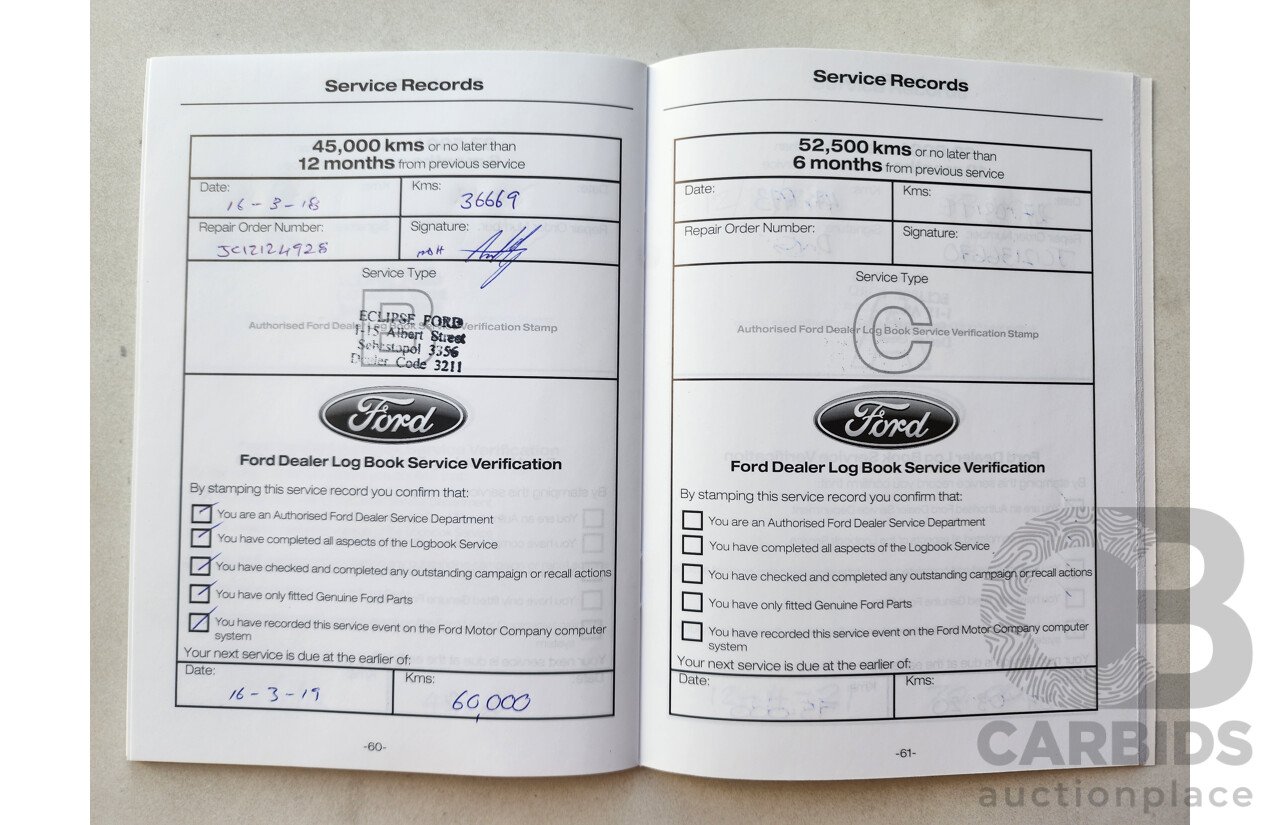 Service Records
45,000 kms or no later than
12 months from previous service
Date:
16-3-18
Kms:
36669
Repair Order Number:
JC12124928
Signature:
Service Type
B
Authorised Ford Dealer Log Book Service Verification Stamp
ECLIPSE FORD
1-15 Albert Street
Sebastopol 3356
Dealer Code 3211
Ford
Ford Dealer Log Book Service Verification
By stamping this service record you confirm that:
You are an Authorised Ford Dealer Service Department
You have completed all aspects of the Logbook Service
You have checked and completed any outstanding campaign or recall actions
You have only fitted Genuine Ford Parts
You have recorded this service event on the Ford Motor Company computer
system
Your next service is due at the earlier of:
Date:
16-3-19
Kms:
60,000
-60-
Service Records
52,500 kms or no later than
6 months from previous service
Date:
Kms:
Repair Order Number:
Signature:
Service Type
C
Authorised Ford Dealer Log Book Service Verification Stamp
Ford
Ford Dealer Log Book Service Verification
By stamping this service record you confirm that:
You are an Authorised Ford Dealer Service Department
You have completed all aspects of the Logbook Service
You have checked and completed any outstanding campaign or recall actions
You have only fitted Genuine Ford Parts
You have recorded this service event on the Ford Motor Company computer
system
Your next service is due at the earlier of:
Date:
Kms:
-61-
CB
CARBIDS
auctionplace